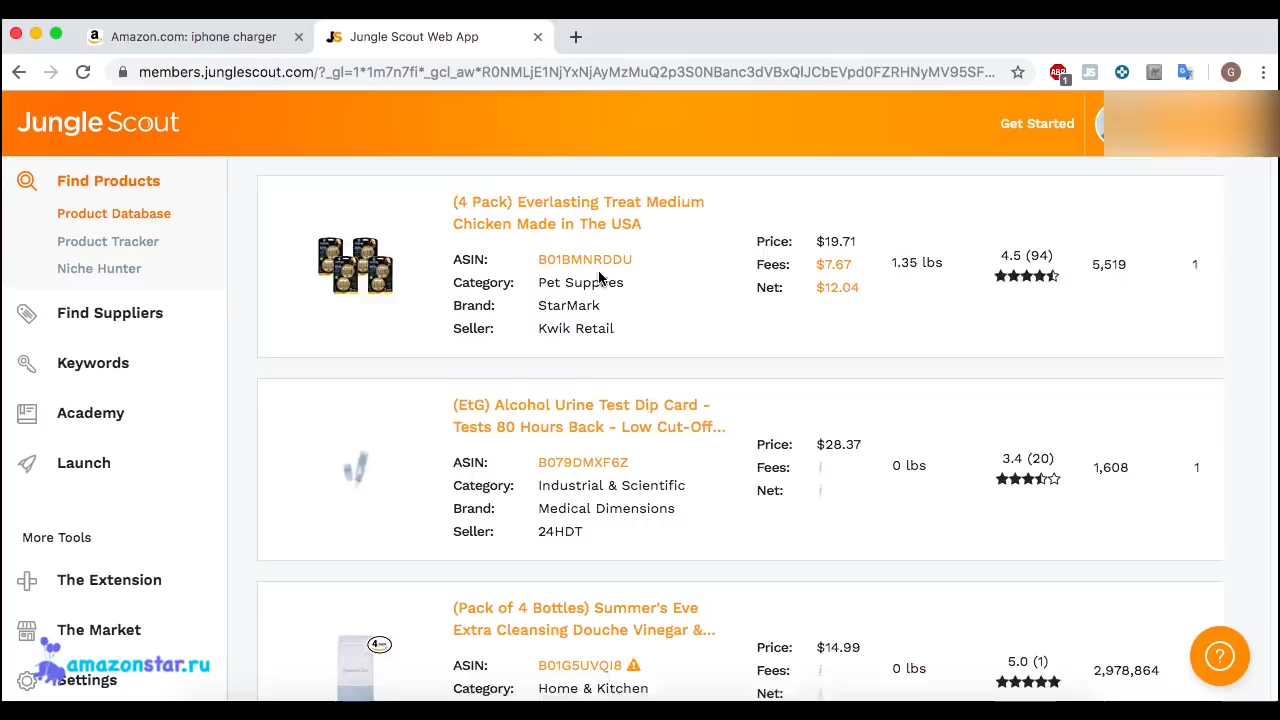 Amazon.com: iphone charger
Jungle Scout Web App
members.junglescout.com/?_gl=1*1m7n7fi*_gcl_aw*R0NMLjE1NjYxNjAyMzMuQ2p3S0NBanc3dVBxQlJCbEVpd0FZRHNyMV95SF...
ABP
1
JS
G
Jungle Scout
Get Started
Find Products
Product Database
Product Tracker
Niche Hunter
Find Suppliers
Keywords
Academy
Launch
More Tools
The Extension
The Market
Settings
amazonstar.ru
(4 Pack) Everlasting Treat Medium
Chicken Made in The USA
ASIN: B01BMNRDDU
Category: Pet Supplies
Brand: StarMark
Seller: Kwik Retail
Price: $19.71
Fees: $7.67
Net: $12.04
1.35 lbs
4.5 (94)
5,519
1
(EtG) Alcohol Urine Test Dip Card -
Tests 80 Hours Back - Low Cut-Off...
ASIN: B079DMXF6Z
Category: Industrial & Scientific
Brand: Medical Dimensions
Seller: 24HDT
Price: $28.37
Fees:
Net:
0 lbs
3.4 (20)
1,608
1
(Pack of 4 Bottles) Summer's Eve
Extra Cleansing Douche Vinegar &...
ASIN: B01G5UVQI8
Category: Home & Kitchen
Price: $14.99
Fees:
Net:
0 lbs
5.0 (1)
2,978,864
?